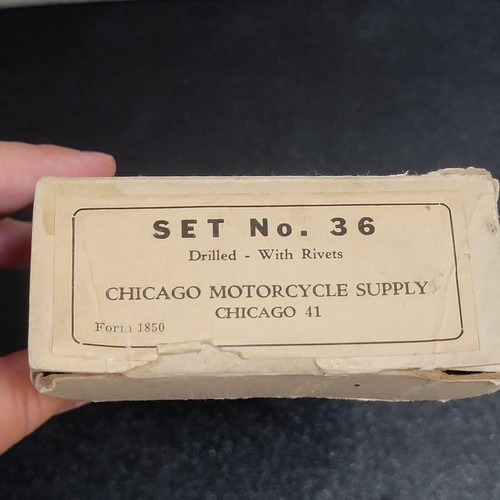 SET No. 36
Drilled - With Rivets
CHICAGO MOTORCYCLE SUPPLY
CHICAGO 41
Form 1850